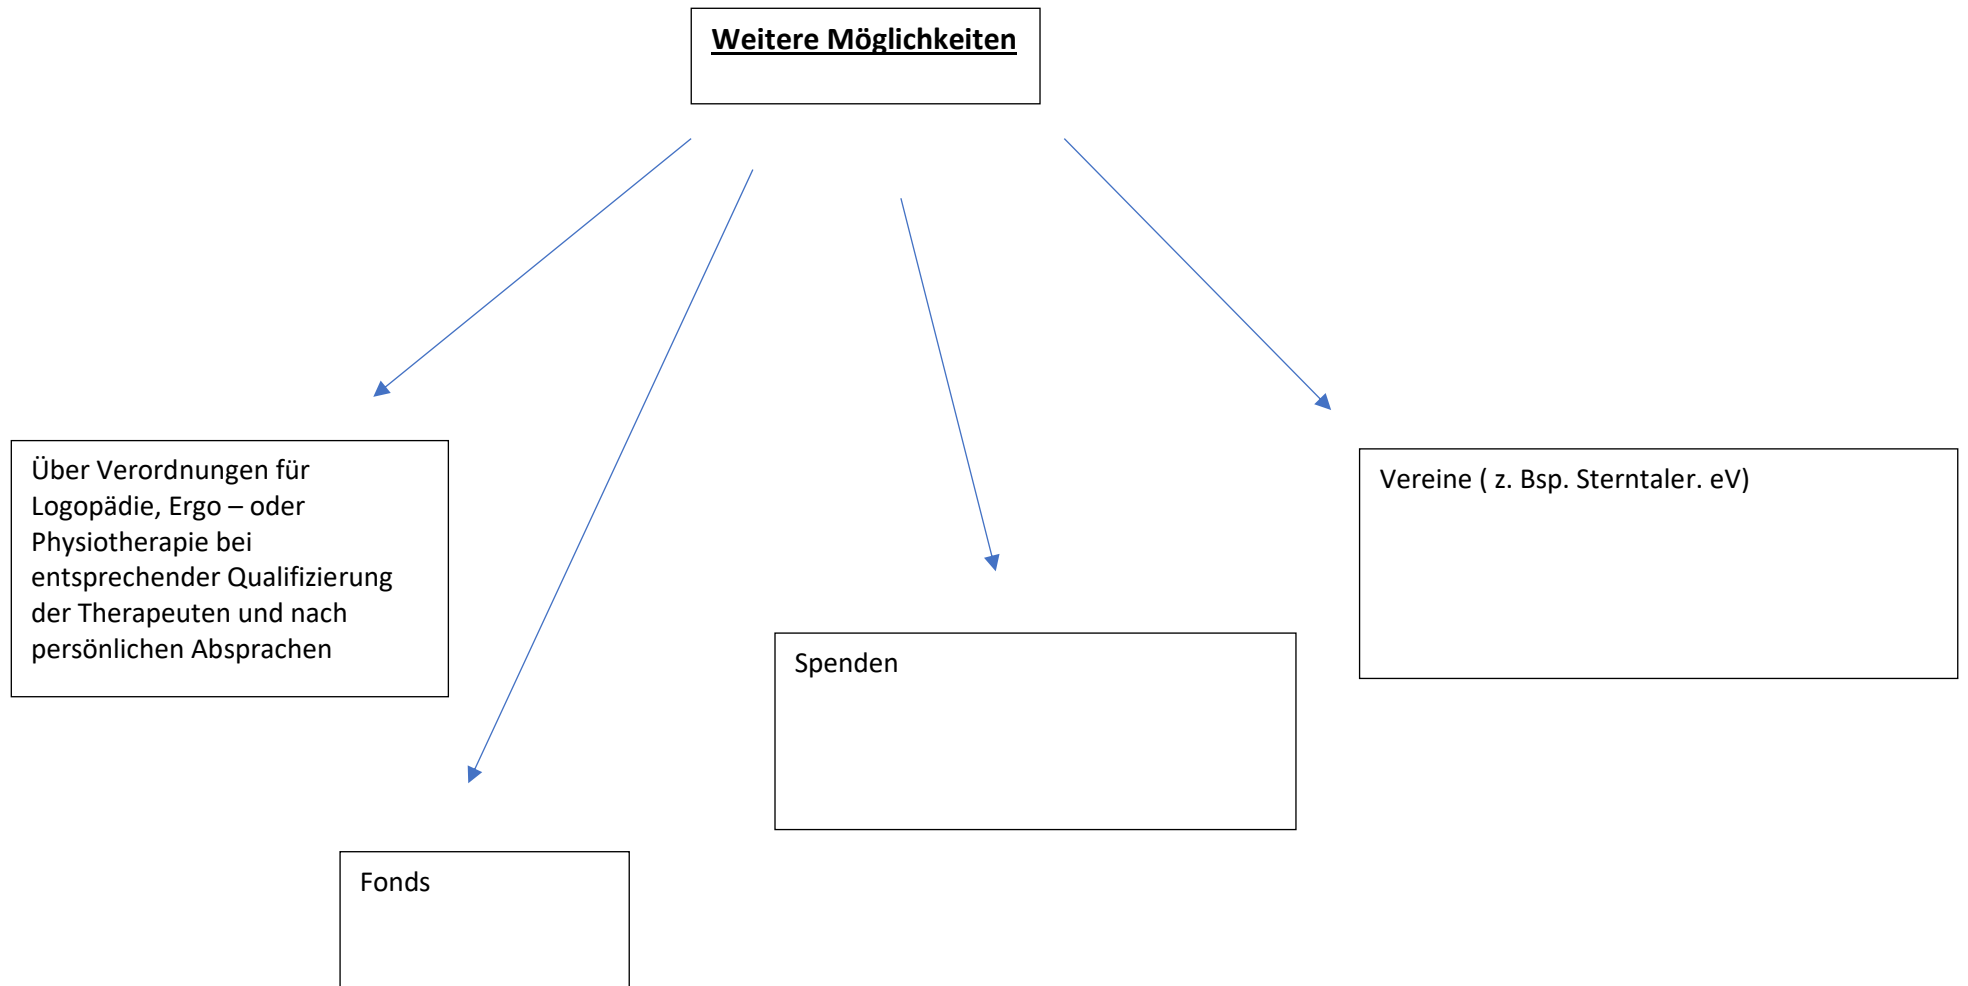 Weitere Möglichkeiten
Über Verordnungen für
Logopädie, Ergo – oder
Physiotherapie bei
entsprechender Qualifizierung
der Therapeuten und nach
persönlichen Absprachen
Vereine ( z. Bsp. Sterntaler. eV)
Spenden
Fonds